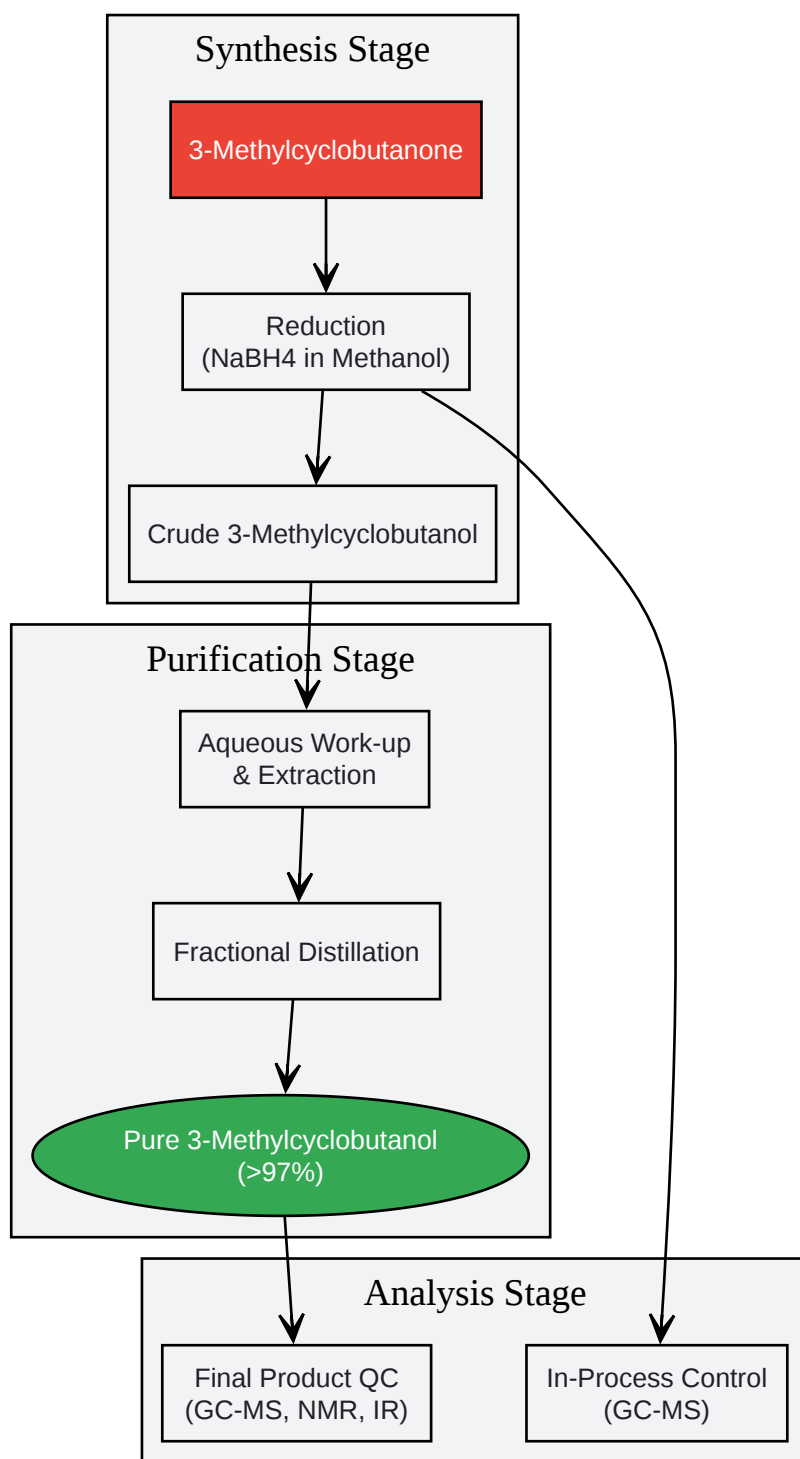 Synthesis Stage
3-Methylcyclobutanone
Reduction
(NaBH4 in Methanol)
Crude 3-Methylcyclobutanol
Purification Stage
Aqueous Work-up
& Extraction
Fractional Distillation
Pure 3-Methylcyclobutanol
(>97%)
Analysis Stage
Final Product QC
(GC-MS, NMR, IR)
In-Process Control
(GC-MS)